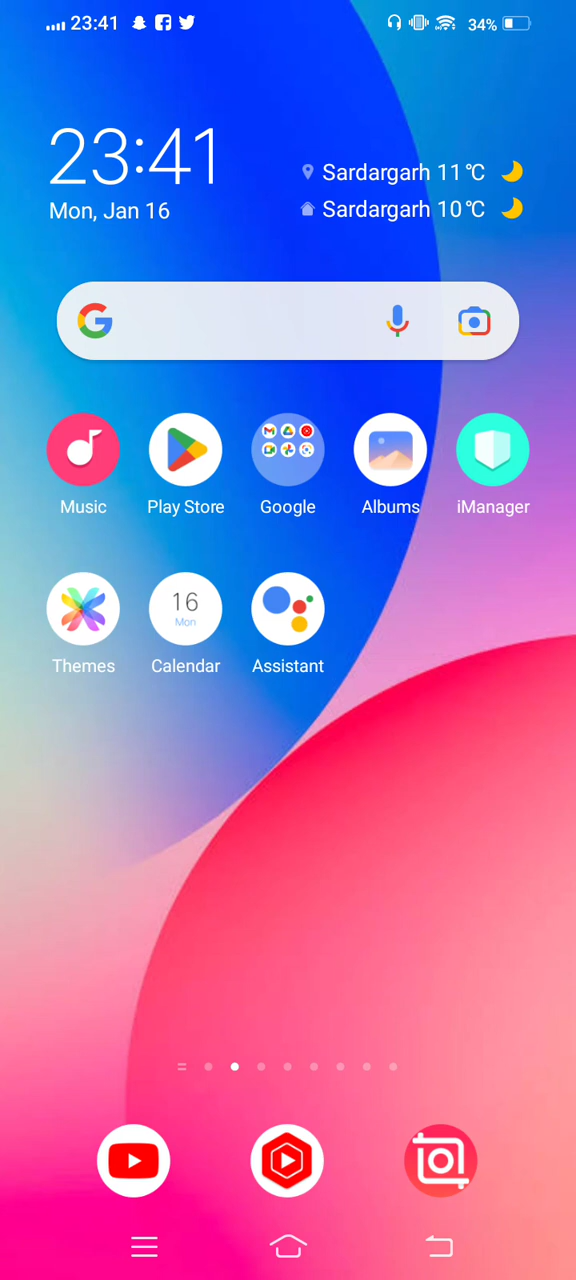 23:41
34%
23:41
Mon, Jan 16
Sardargarh 11°C
Sardargarh 10°C
Music
Play Store
Google
Albums
iManager
16
Mon
Themes
Calendar
Assistant